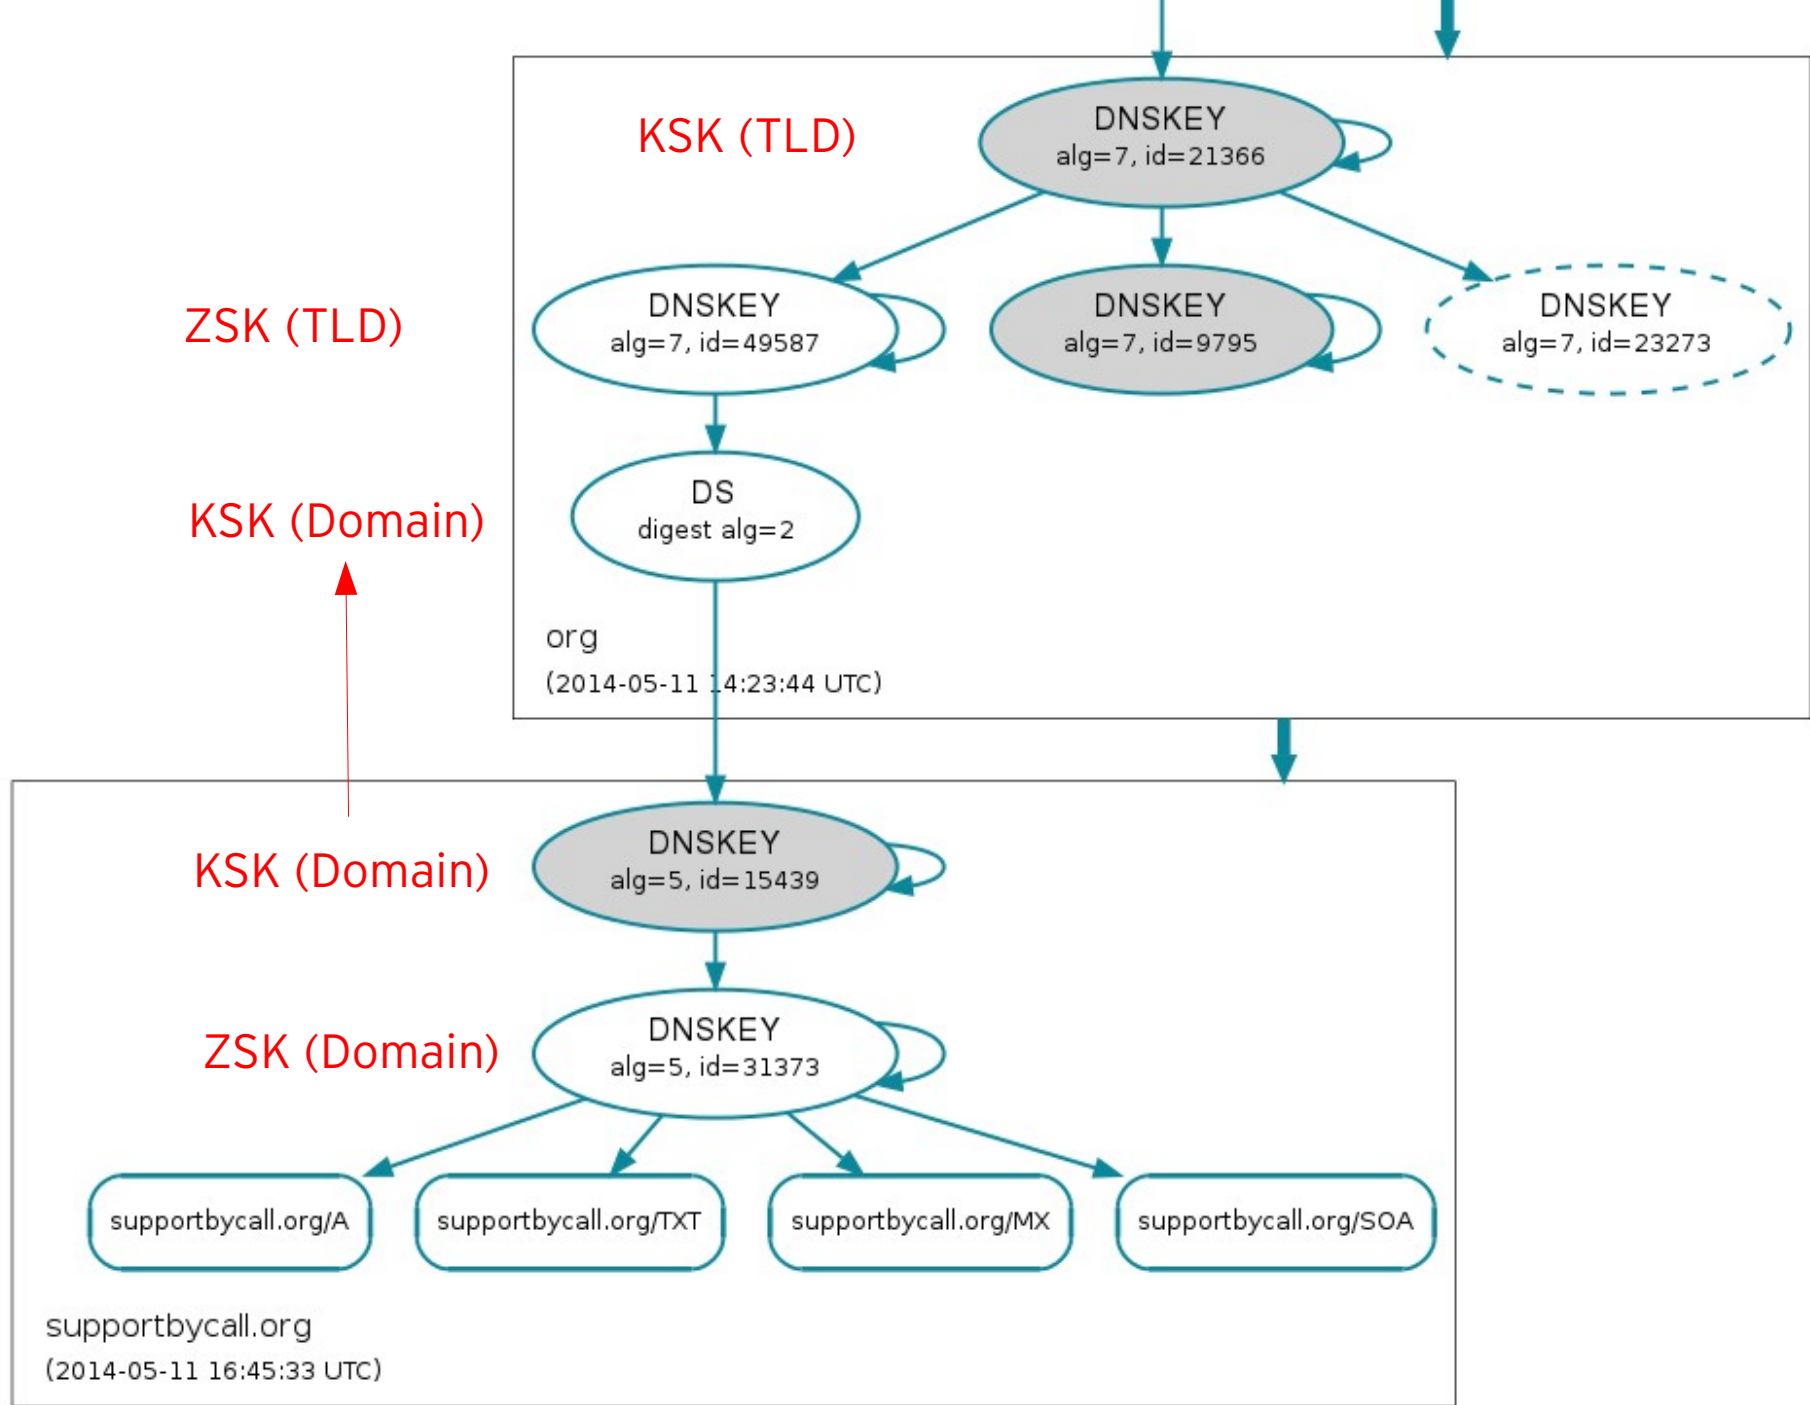 KSK (TLD)
DNSKEY
alg=7, id=21366
ZSK (TLD)
DNSKEY
alg=7, id=49587
DNSKEY
alg=7, id=9795
DNSKEY
alg=7, id=23273
KSK (Domain)
DS
digest alg=2
org
(2014-05-11 14:23:44 UTC)
KSK (Domain)
DNSKEY
alg=5, id=15439
ZSK (Domain)
DNSKEY
alg=5, id=31373
supportbycall.org/A
supportbycall.org/TXT
supportbycall.org/MX
supportbycall.org/SOA
supportbycall.org
(2014-05-11 16:45:33 UTC)